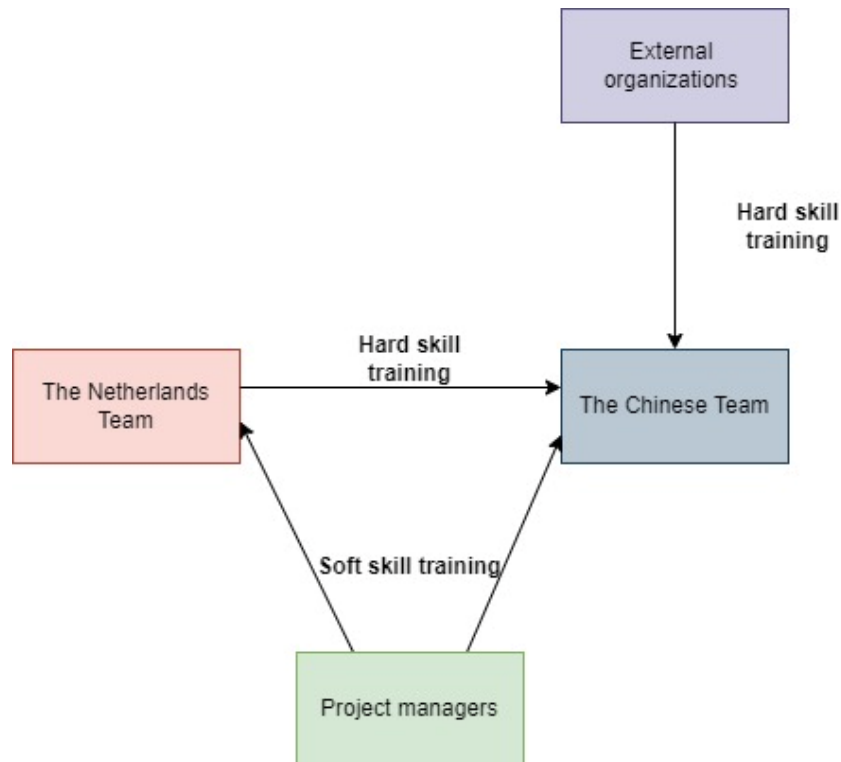 External
organizations
Hard skill
training
Hard skill
training
The Netherlands
Team
The Chinese Team
Soft skill training
Project managers